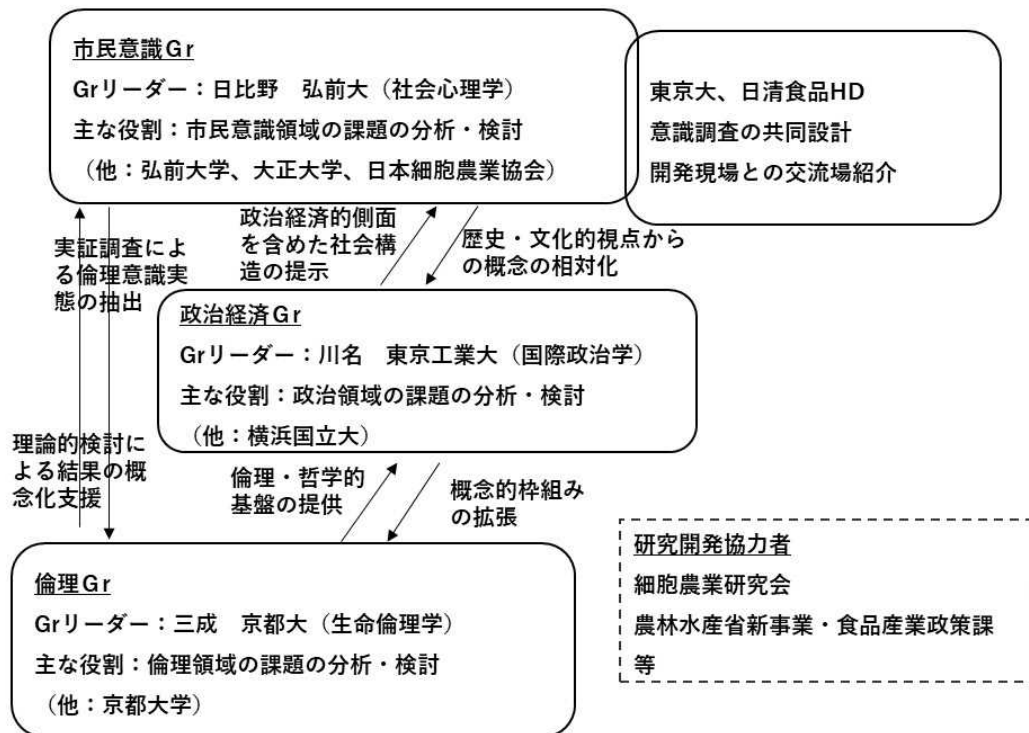 市民意識Gr
Grリーダー：日比野　弘前大（社会心理学）
主な役割：市民意識領域の課題の分析・検討
（他：弘前大学、大正大学、日本細胞農業協会）
東京大、日清食品HD
意識調査の共同設計
開発現場との交流場紹介
実証調査によ
る倫理意識実
態の抽出
政治経済的側面
を含めた社会構
造の提示
歴史・文化的視点から
の概念の相対化
政治経済Gr
Grリーダー：川名　東京工業大（国際政治学）
主な役割：政治領域の課題の分析・検討
（他：横浜国立大）
理論的検討に
よる結果の概
念化支援
倫理・哲学的
基盤の提供
概念的枠組み
の拡張
倫理Gr
Grリーダー：三成　京都大（生命倫理学）
主な役割：倫理領域の課題の分析・検討
（他：京都大学）
研究開発協力者
細胞農業研究会
農林水産省新事業・食品産業政策課
等